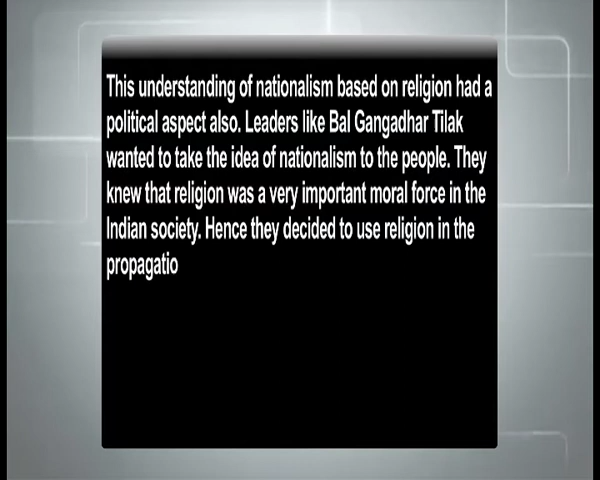 This understanding of nationalism based on religion had a
political aspect also. Leaders like Bal Gangadhar Tilak
wanted to take the idea of nationalism to the people. They
knew that religion was a very important moral force in the
Indian society. Hence they decided to use religion in the
propagatio